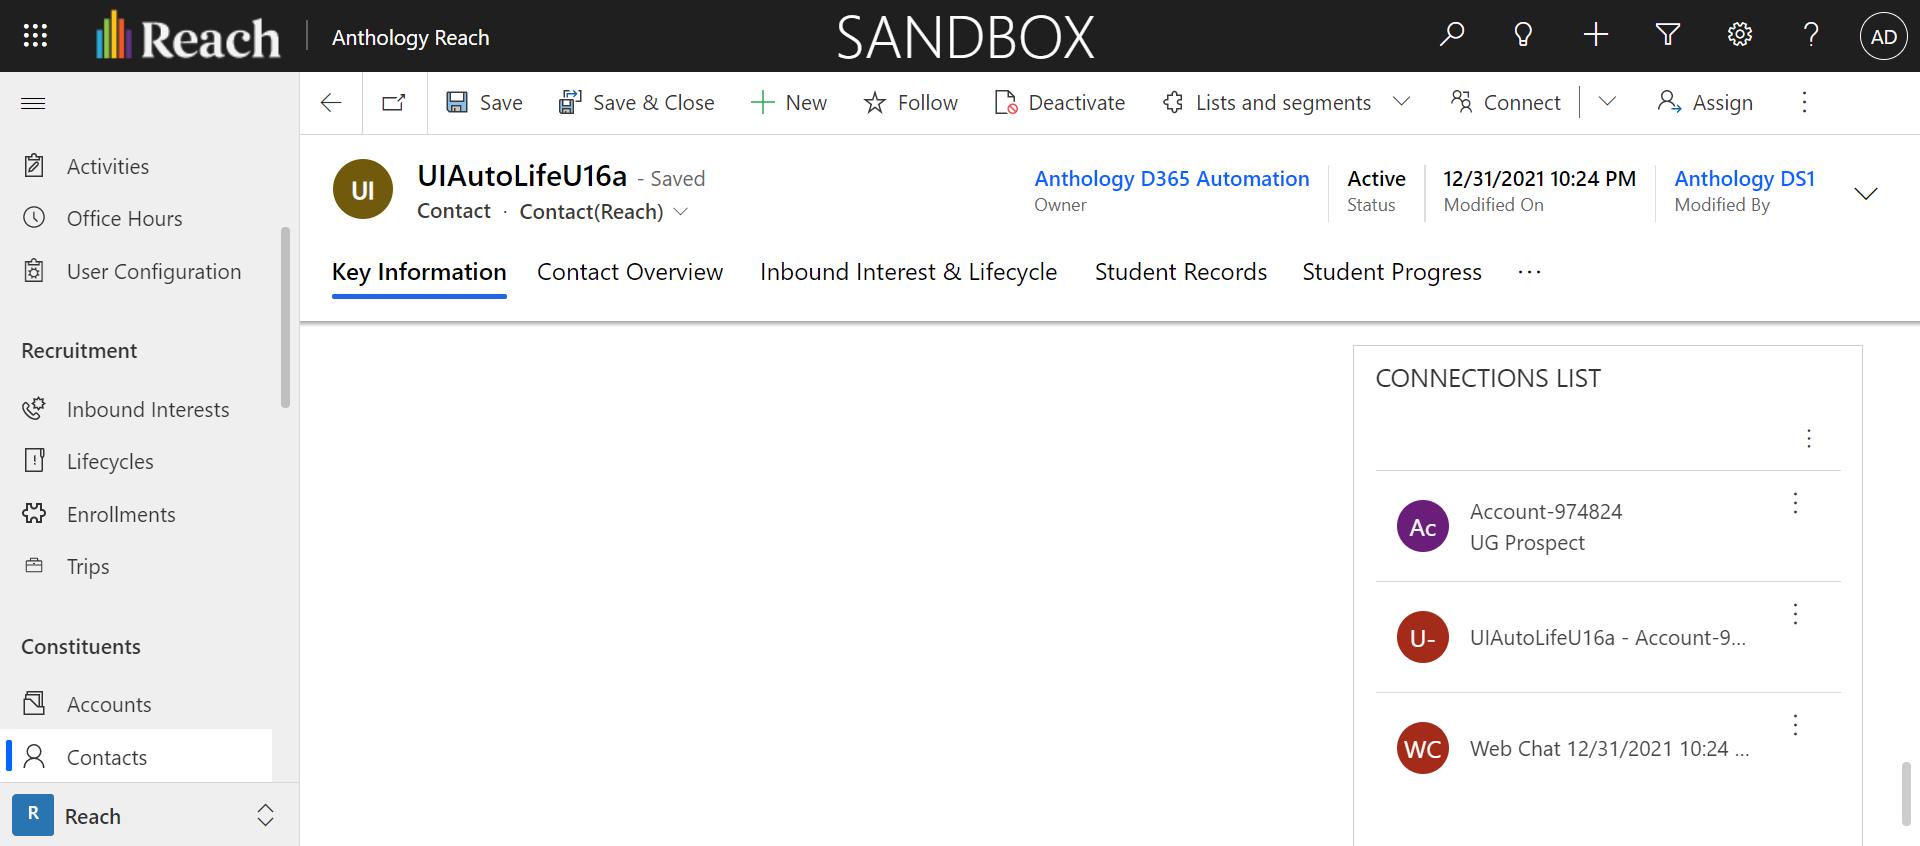 Reach
Anthology Reach
SANDBOX
AD
Save
Save & Close
New
Follow
Deactivate
Lists and segments
Connect
Assign
Activities
Office Hours
User Configuration
Recruitment
Inbound Interests
Lifecycles
Enrollments
Trips
Constituents
Accounts
Contacts
R
Reach
UI
UIAutoLifeU16a - Saved
Contact · Contact(Reach)
Anthology D365 Automation
Owner
Active
Status
12/31/2021 10:24 PM
Modified On
Anthology DS1
Modified By
Key Information
Contact Overview
Inbound Interest & Lifecycle
Student Records
Student Progress
CONNECTIONS LIST
Ac
Account-974824
UG Prospect
U-
UIAutoLifeU16a - Account-9...
WC
Web Chat 12/31/2021 10:24 ...